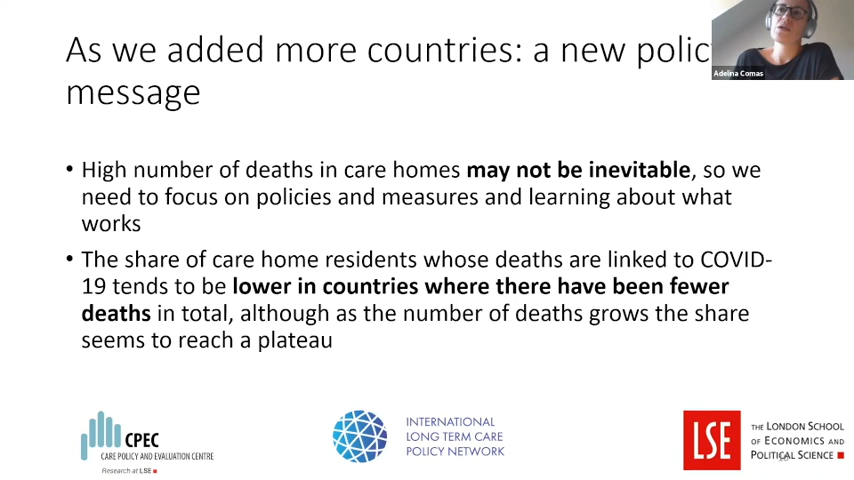 As we added more countries: a new polic
message
Adelina Comas
• High number of deaths in care homes may not be inevitable, so we
need to focus on policies and measures and learning about what
works
• The share of care home residents whose deaths are linked to COVID-
19 tends to be lower in countries where there have been fewer
deaths in total, although as the number of deaths grows the share
seems to reach a plateau
CPEC
CARE POLICY AND EVALUATION CENTRE
Research at LSE
INTERNATIONAL
LONG TERM CARE
POLICY NETWORK
LSE
THE LONDON SCHOOL
OF ECONOMICS AND
POLITICAL SCIENCE